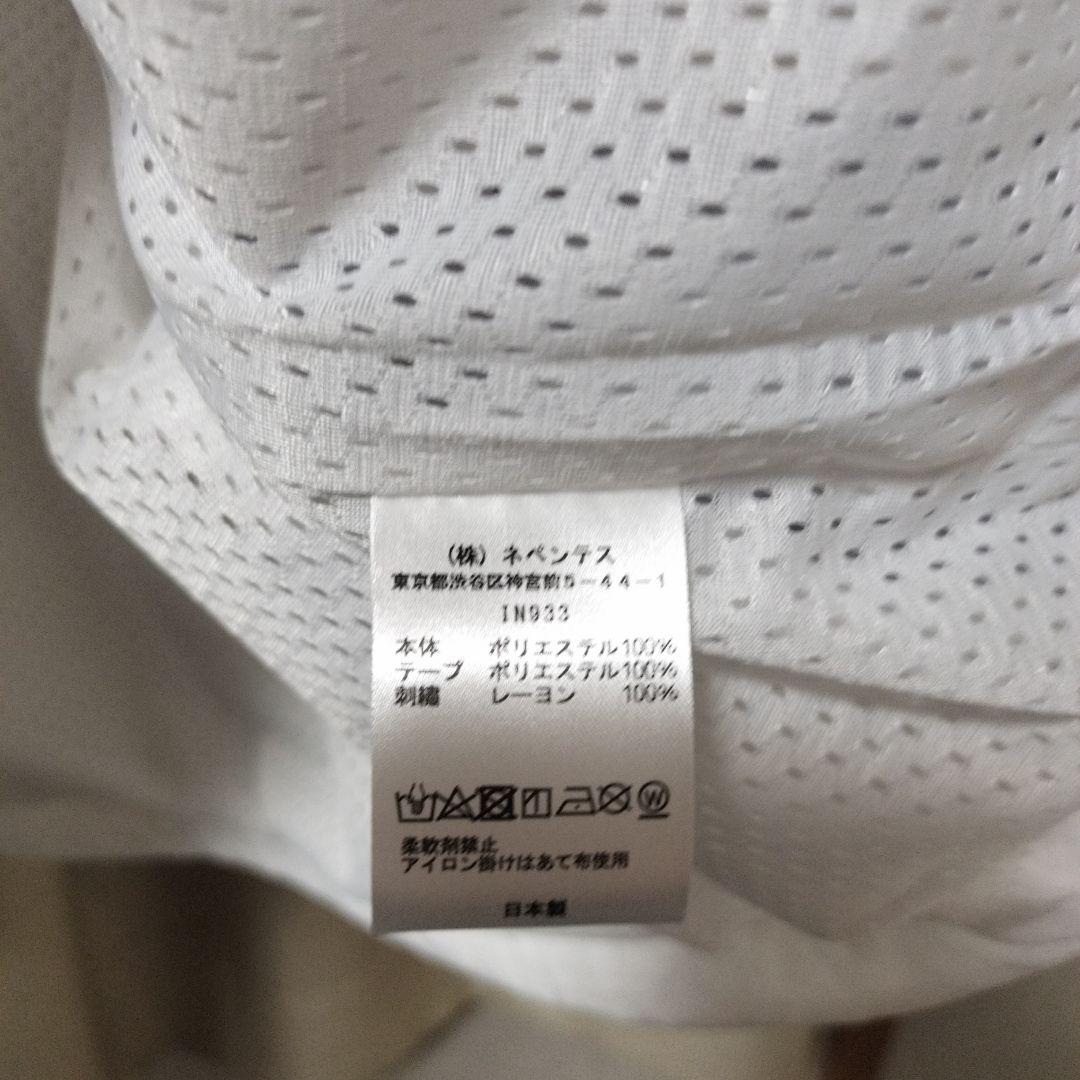 (株) ネペンテス
東京都渋谷区神宮前5-44-1
IN933
本体 ポリエステル100%
テープ ポリエステル100%
刺繍 レーヨン 100%
W
柔軟剤禁止
アイロン掛けはあて布使用
日本製